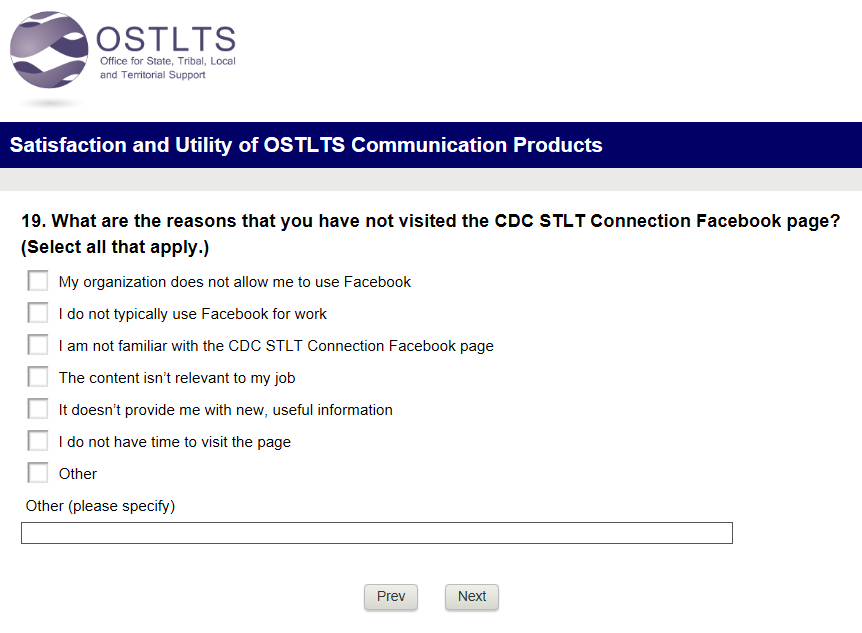 OSTLTS
Office for State, Tribal, Local
and Territorial Support
Satisfaction and Utility of OSTLTS Communication Products
19. What are the reasons that you have not visited the CDC STLT Connection Facebook page?
(Select all that apply.)
My organization does not allow me to use Facebook
I do not typically use Facebook for work
I am not familiar with the CDC STLT Connection Facebook page
The content isn’t relevant to my job
It doesn’t provide me with new, useful information
I do not have time to visit the page
Other
Other (please specify)
Prev Next